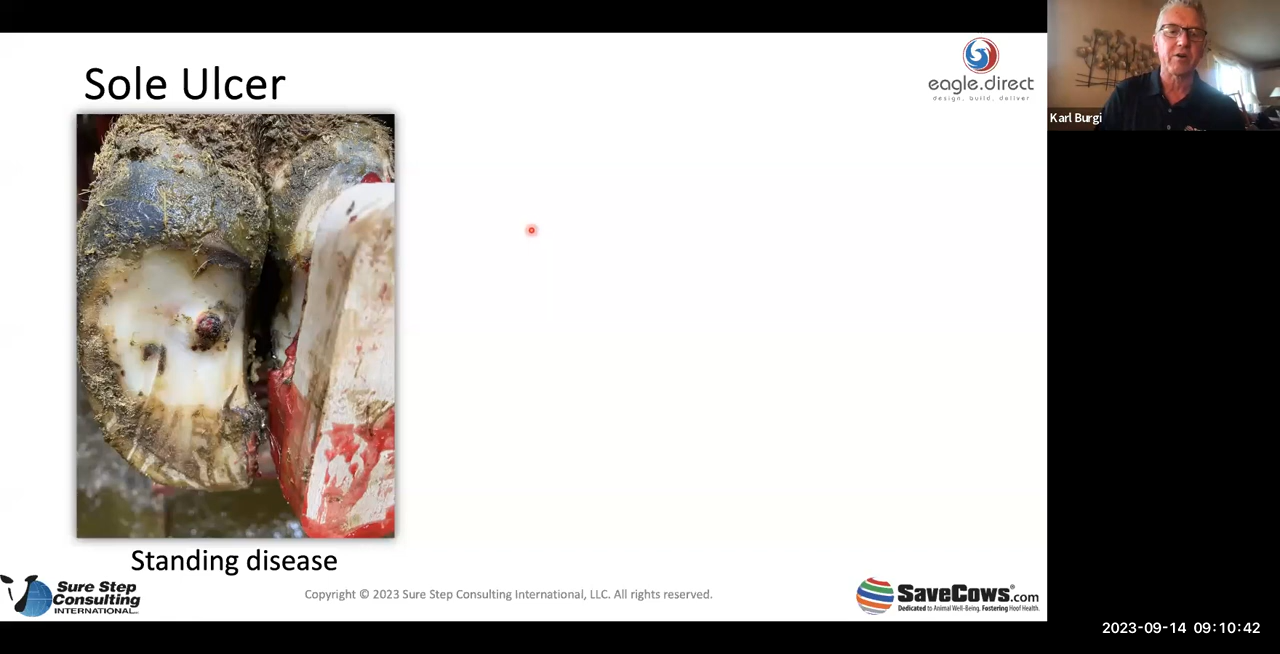 Sole Ulcer
eagle.direct
design. build. deliver
Karl Burgi
Standing disease
Sure Step
Consulting
INTERNATIONAL
Copyright © 2023 Sure Step Consulting International, LLC. All rights reserved.
SaveCows®.com
Dedicated to Animal Well-Being. Fostering Hoof Health.
2023-09-14 09:10:42